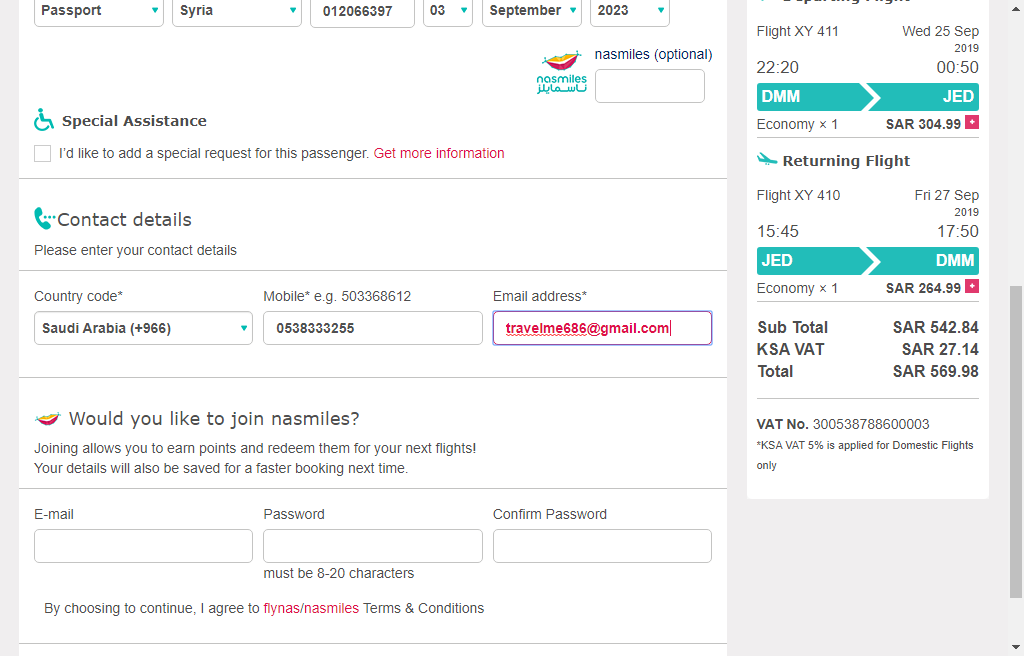 Passport Syria 012066397 03 September 2023
nasmiles (optional)
nasmiles
ناسمايلز
Special Assistance
I'd like to add a special request for this passenger. Get more information
Contact details
Please enter your contact details
Country code* Mobile* e.g. 503368612 Email address*
Saudi Arabia (+966) 0538333255 travelme686@gmail.com
Would you like to join nasmiles?
Joining allows you to earn points and redeem them for your next flights!
Your details will also be saved for a faster booking next time.
E-mail Password Confirm Password
must be 8-20 characters
By choosing to continue, I agree to flynas/nasmiles Terms & Conditions
Departing Flight
Flight XY 411 Wed 25 Sep
2019
22:20 00:50
DMM JED
Economy × 1 SAR 304.99 +
Returning Flight
Flight XY 410 Fri 27 Sep
2019
15:45 17:50
JED DMM
Economy × 1 SAR 264.99 +
Sub Total SAR 542.84
KSA VAT SAR 27.14
Total SAR 569.98
VAT No. 300538788600003
*KSA VAT 5% is applied for Domestic Flights
only